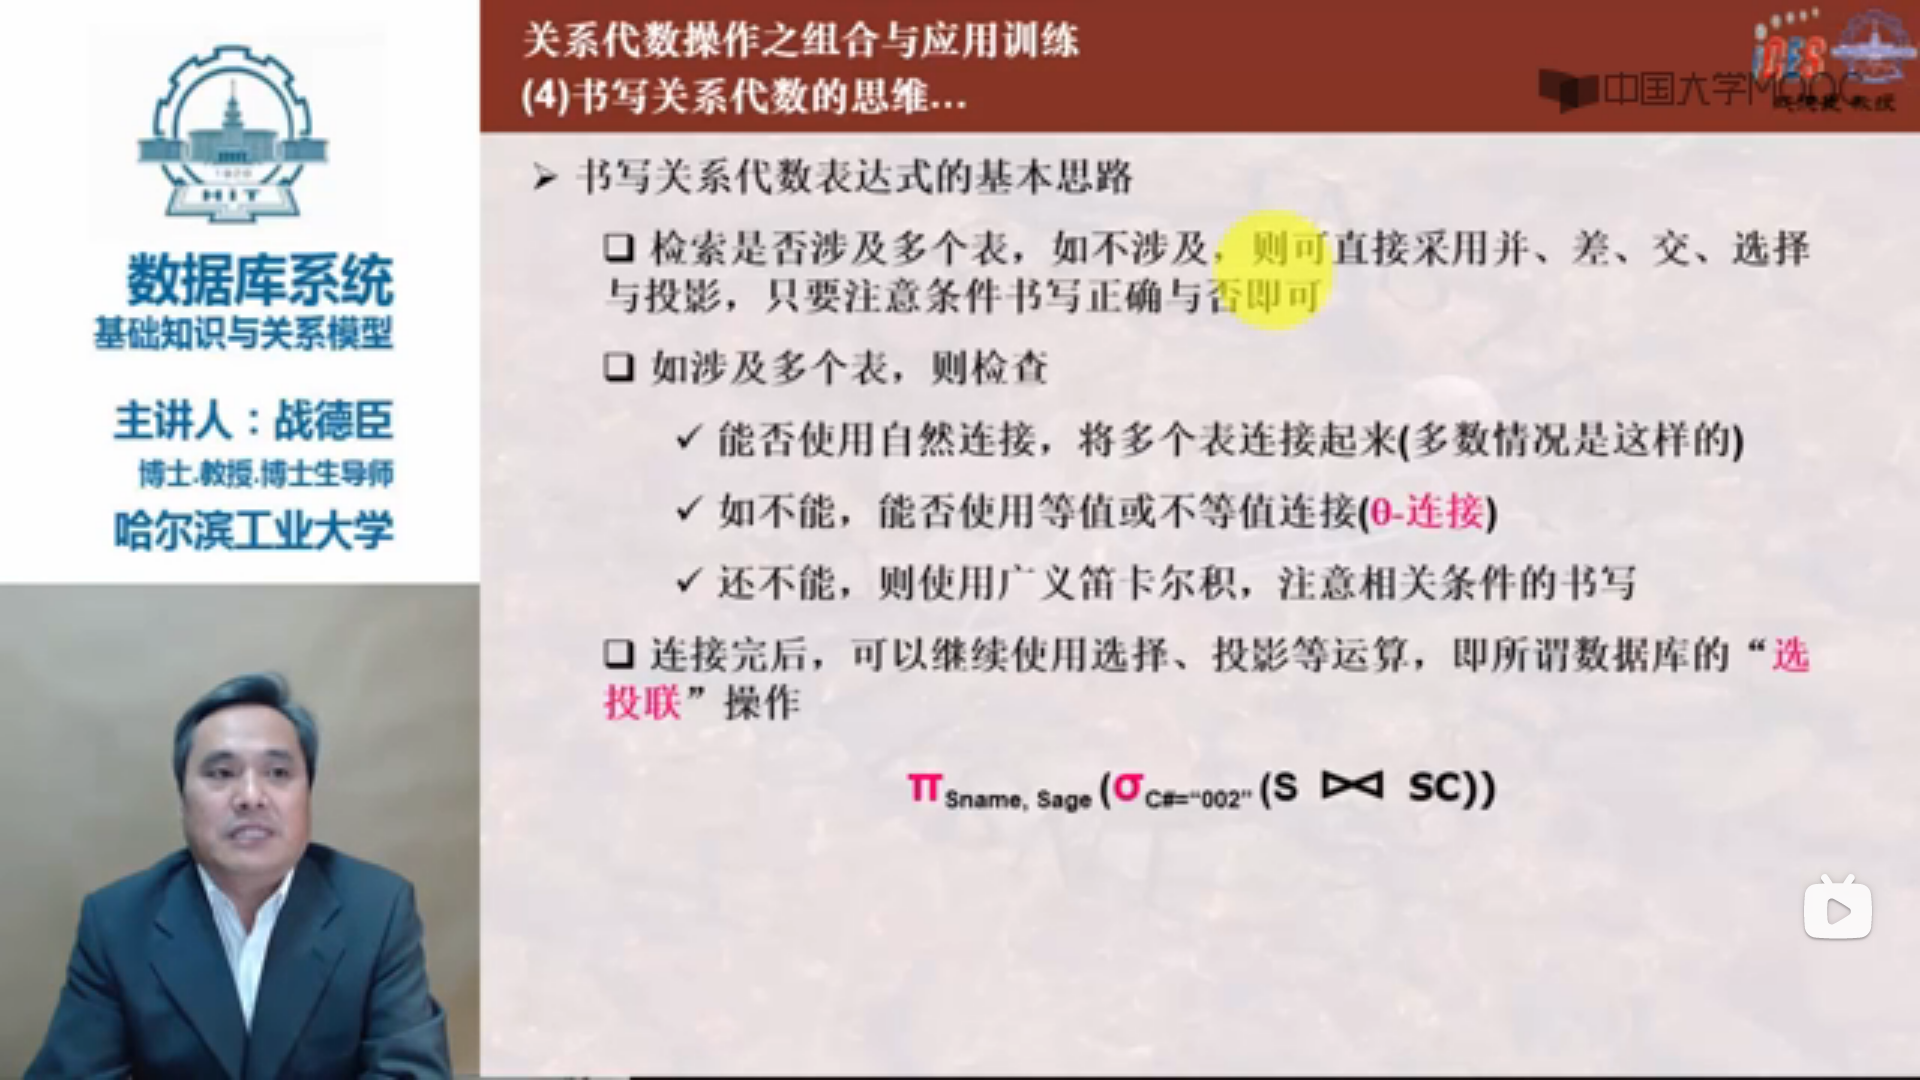 1920
HIT
数据库系统
基础知识与关系模型
主讲人：战德臣
博士.教授.博士生导师
哈尔滨工业大学
关系代数操作之组合与应用训练
(4)书写关系代数的思维...
中国大学MOOC
➢ 书写关系代数表达式的基本思路
❑ 检索是否涉及多个表，如不涉及，则可直接采用并、差、交、选择
与投影，只要注意条件书写正确与否即可
❑ 如涉及多个表，则检查
✓ 能否使用自然连接，将多个表连接起来(多数情况是这样的)
✓ 如不能，能否使用等值或不等值连接(θ-连接)
✓ 还不能，则使用广义笛卡尔积，注意相关条件的书写
❑ 连接完后，可以继续使用选择、投影等运算，即所谓数据库的“选
投联”操作
π Sname, Sage (σ C#=“002” (S ⋈ SC))